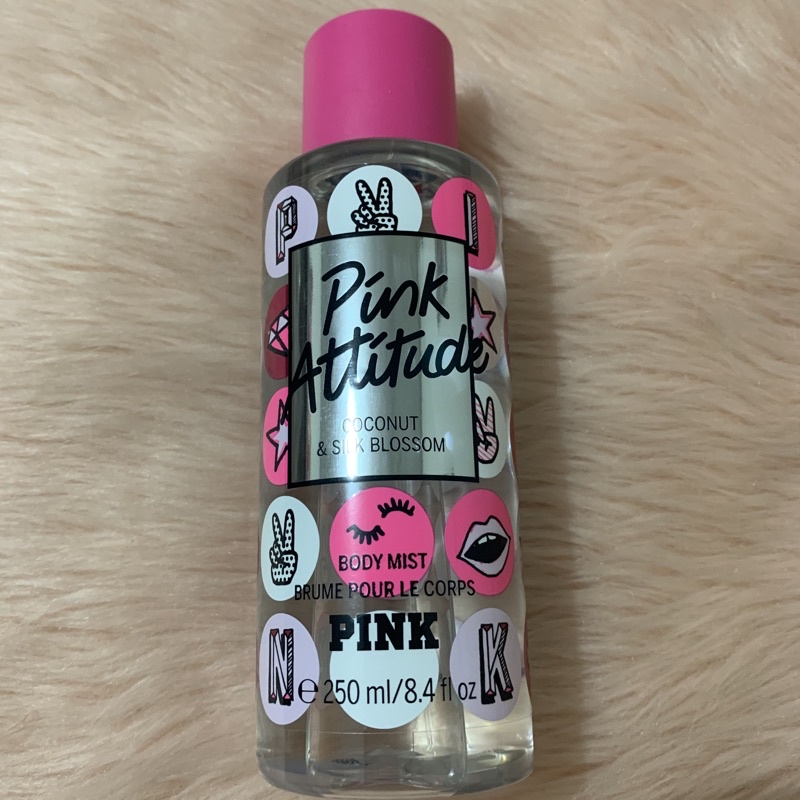 P I
Pink
Attitude
COCONUT
& SILK BLOSSOM
BODY MIST
BRUME POUR LE CORPS
PINK
N K
℮ 250 ml/8.4 fl oz